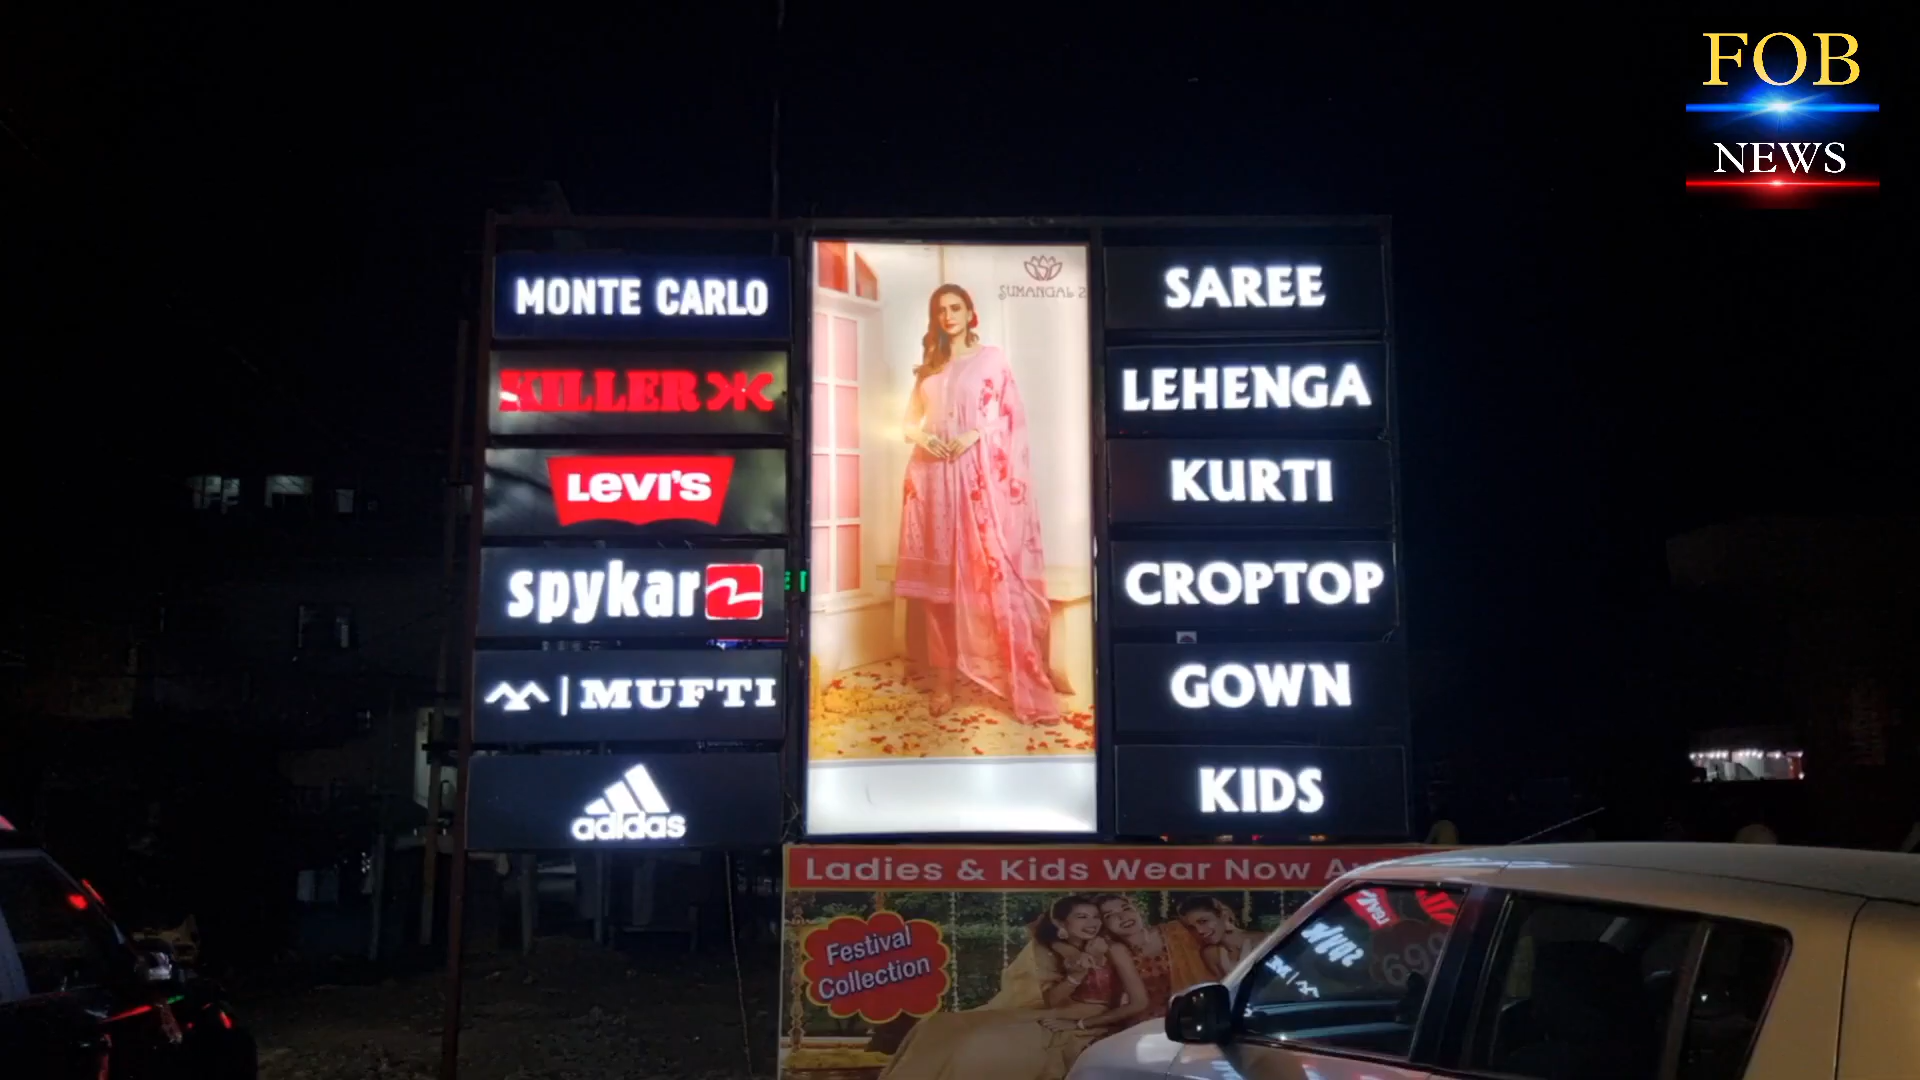 FOB
NEWS
MONTE CARLO
KILLER
Levi's
spykar
MUFTI
adidas
SUMANGAL 2
SAREE
LEHENGA
KURTI
CROPTOP
GOWN
KIDS
Ladies & Kids Wear Now
Festival
Collection